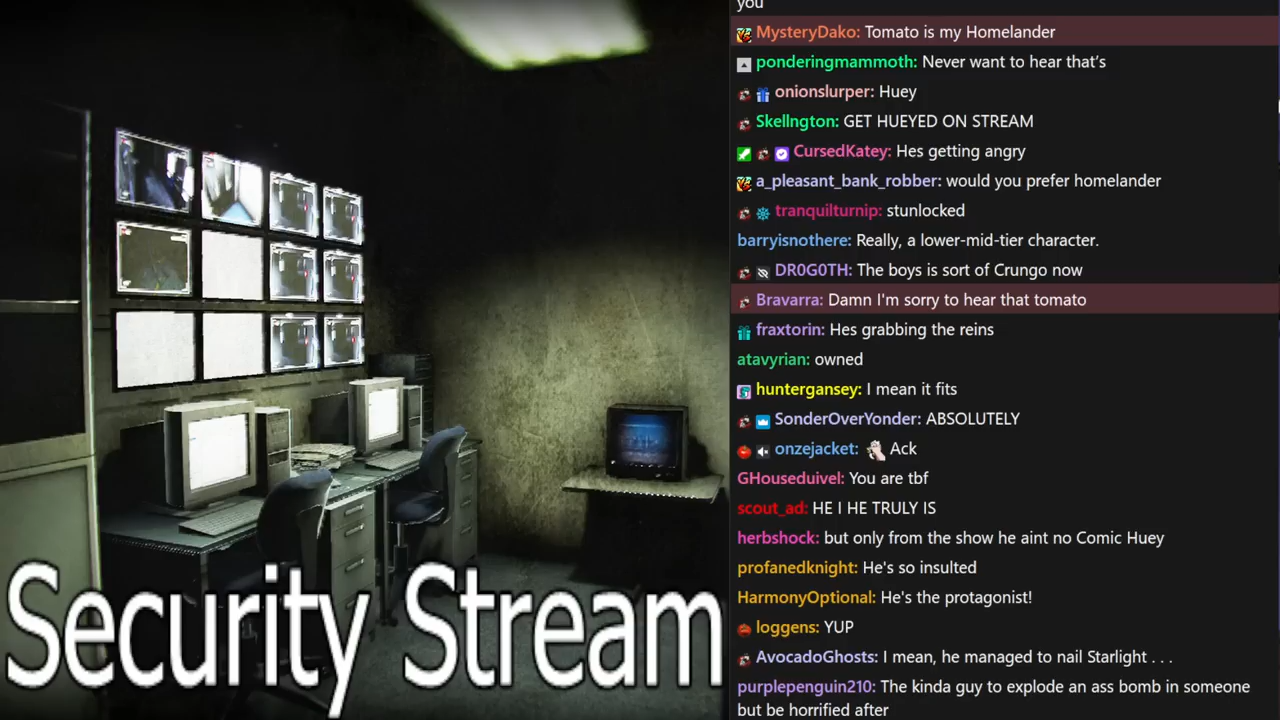 Security Stream
you
MysteryDako: Tomato is my Homelander
ponderingmammoth: Never want to hear that's
onionslurper: Huey
Skellngton: GET HUEYED ON STREAM
CursedKatey: Hes getting angry
a_pleasant_bank_robber: would you prefer homelander
tranquilturnip: stunlocked
barryisnothere: Really, a lower-mid-tier character.
DR0G0TH: The boys is sort of Crungo now
Bravarra: Damn I'm sorry to hear that tomato
fraxtorin: Hes grabbing the reins
atavyrian: owned
huntergansey: I mean it fits
SonderOverYonder: ABSOLUTELY
onzejacket: Ack
GHouseduivel: You are tbf
scout_ad: HE I HE TRULY IS
herbshock: but only from the show he aint no Comic Huey
profanedknight: He's so insulted
HarmonyOptional: He's the protagonist!
loggens: YUP
AvocadoGhosts: I mean, he managed to nail Starlight . . .
purplepenguin210: The kinda guy to explode an ass bomb in someone
but be horrified after